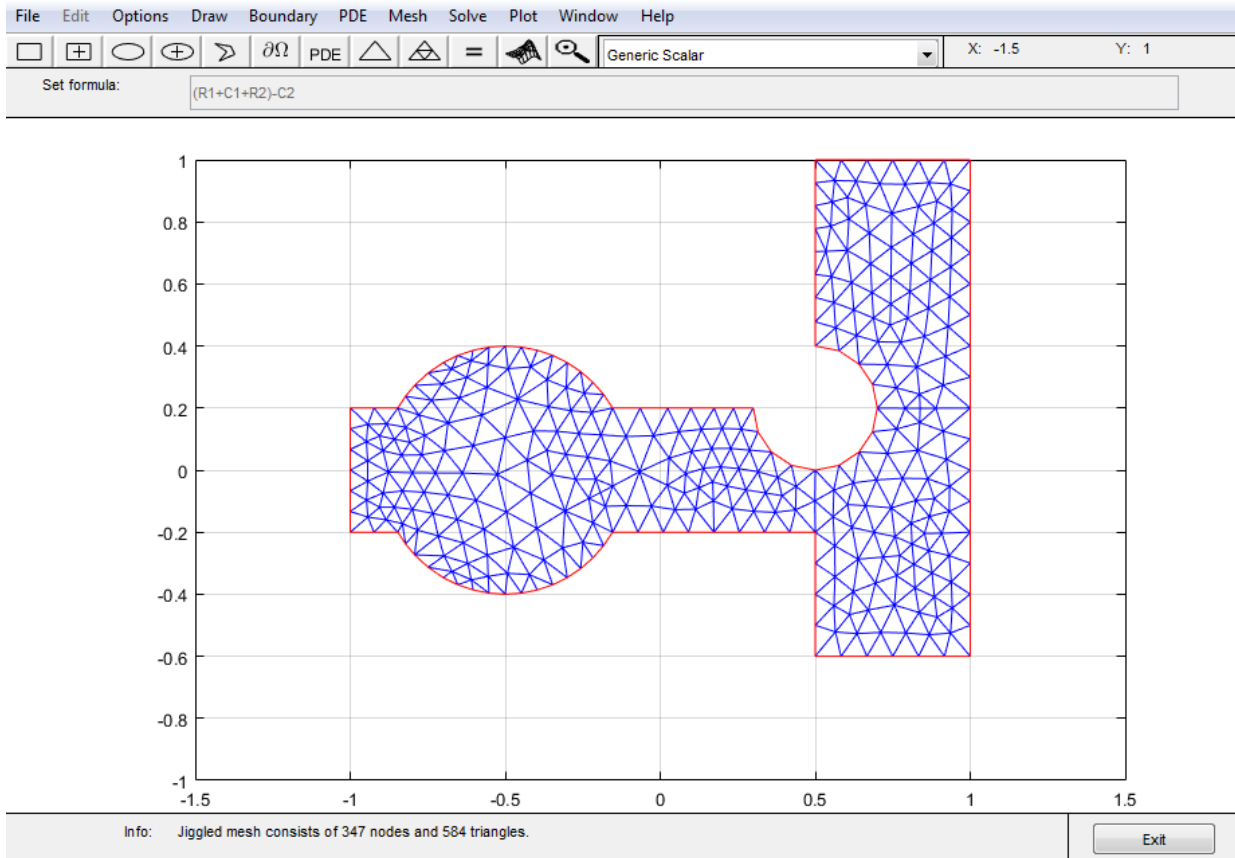 File Edit Options Draw Boundary PDE Mesh Solve Plot Window Help
∂Ω PDE = Generic Scalar X: -1.5 Y: 1
Set formula: (R1+C1+R2)-C2
1
0.8
0.6
0.4
0.2
0
-0.2
-0.4
-0.6
-0.8
-1
-1.5 -1 -0.5 0 0.5 1 1.5
Info: Jiggled mesh consists of 347 nodes and 584 triangles. Exit